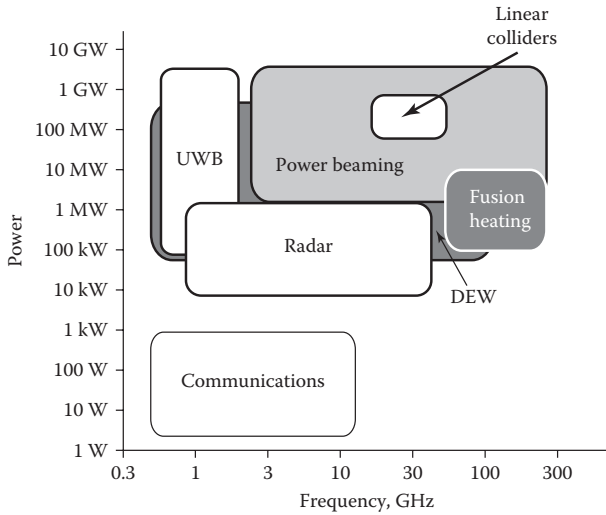 Linear
colliders
10 GW
1 GW
100 MW
10 MW
1 MW
100 kW
10 kW
1 kW
100 W
10 W
1 W
Power
UWB
Power beaming
Fusion
heating
Radar
DEW
Communications
0.3
1
3
10
30
100
300
Frequency, GHz